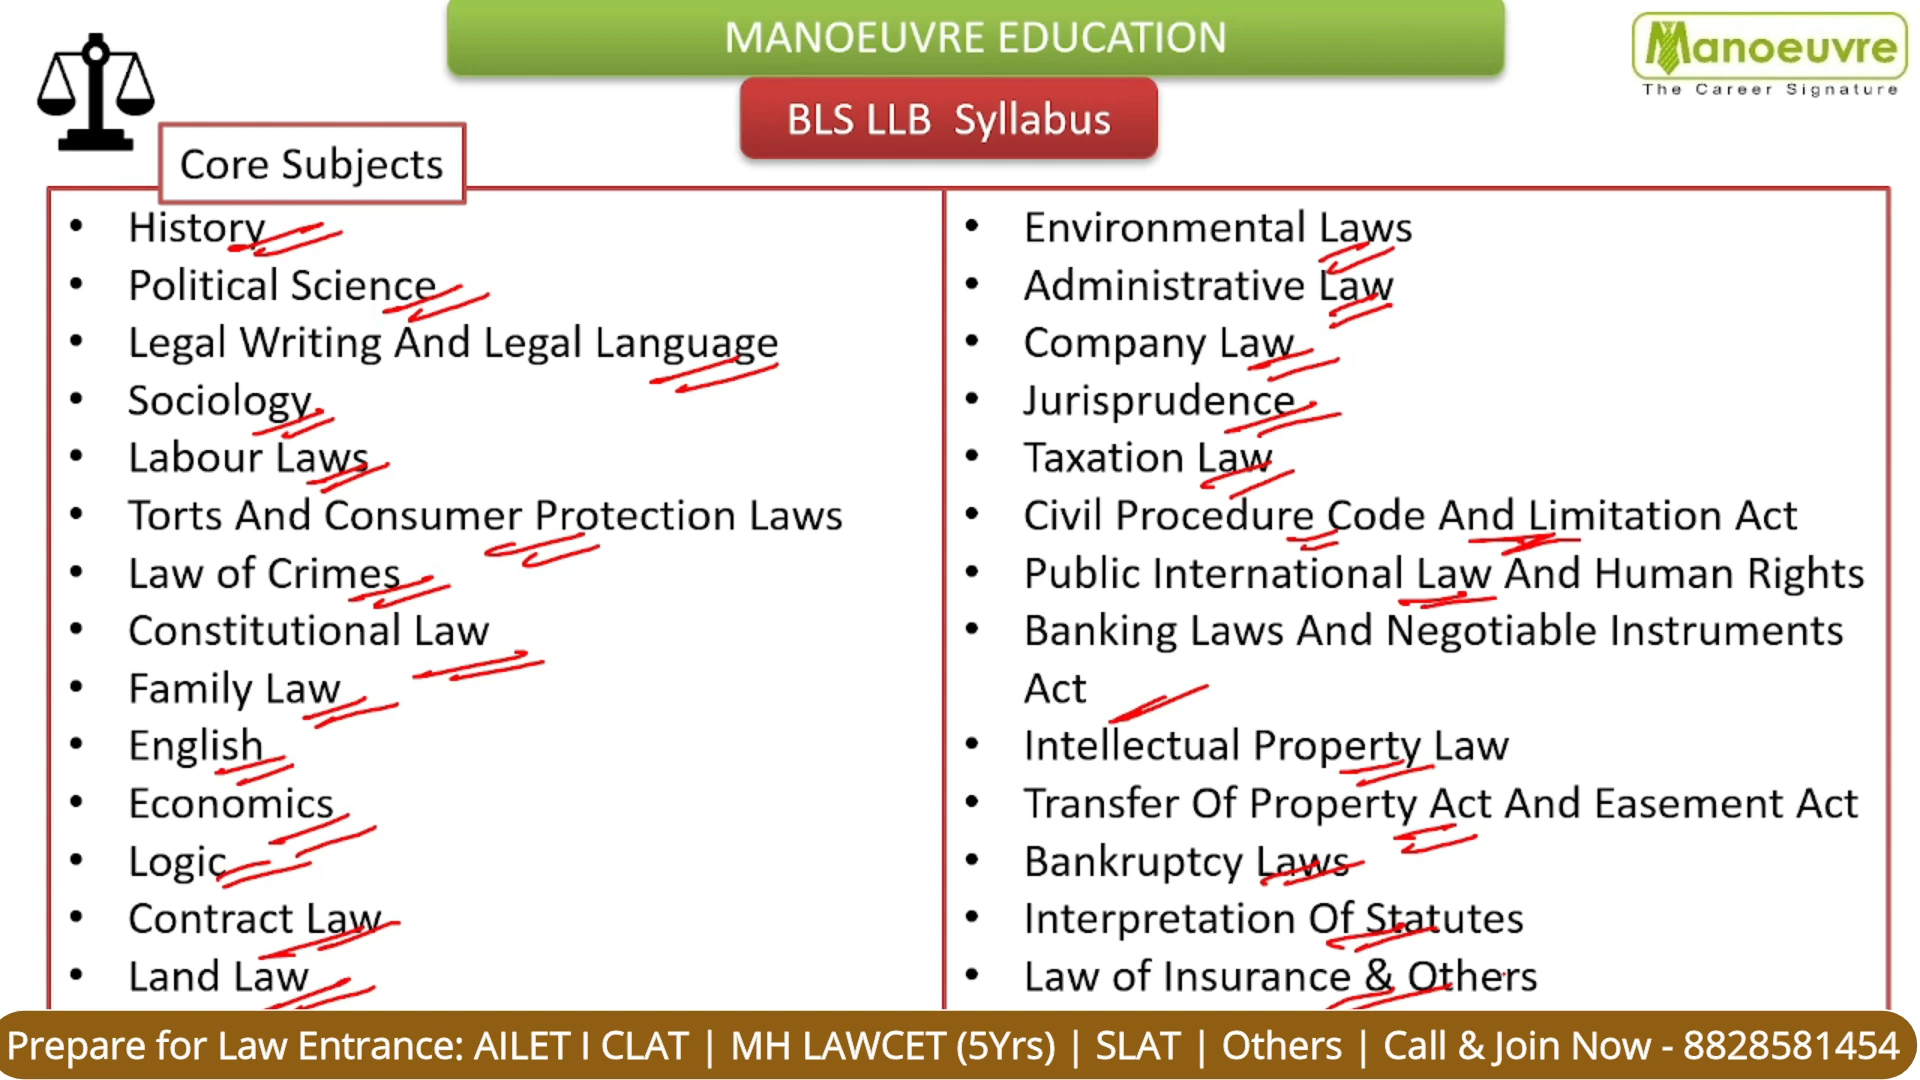 MANOEUVRE EDUCATION
Manoeuvre
The Career Signature
BLS LLB Syllabus
Core Subjects
• History
• Political Science
• Legal Writing And Legal Language
• Sociology
• Labour Laws
• Torts And Consumer Protection Laws
• Law of Crimes
• Constitutional Law
• Family Law
• English
• Economics
• Logic
• Contract Law
• Land Law
• Environmental Laws
• Administrative Law
• Company Law
• Jurisprudence
• Taxation Law
• Civil Procedure Code And Limitation Act
• Public International Law And Human Rights
• Banking Laws And Negotiable Instruments
Act
• Intellectual Property Law
• Transfer Of Property Act And Easement Act
• Bankruptcy Laws
• Interpretation Of Statutes
• Law of Insurance & Others
Prepare for Law Entrance: AILET I CLAT | MH LAWCET (5Yrs) | SLAT | Others | Call & Join Now - 8828581454